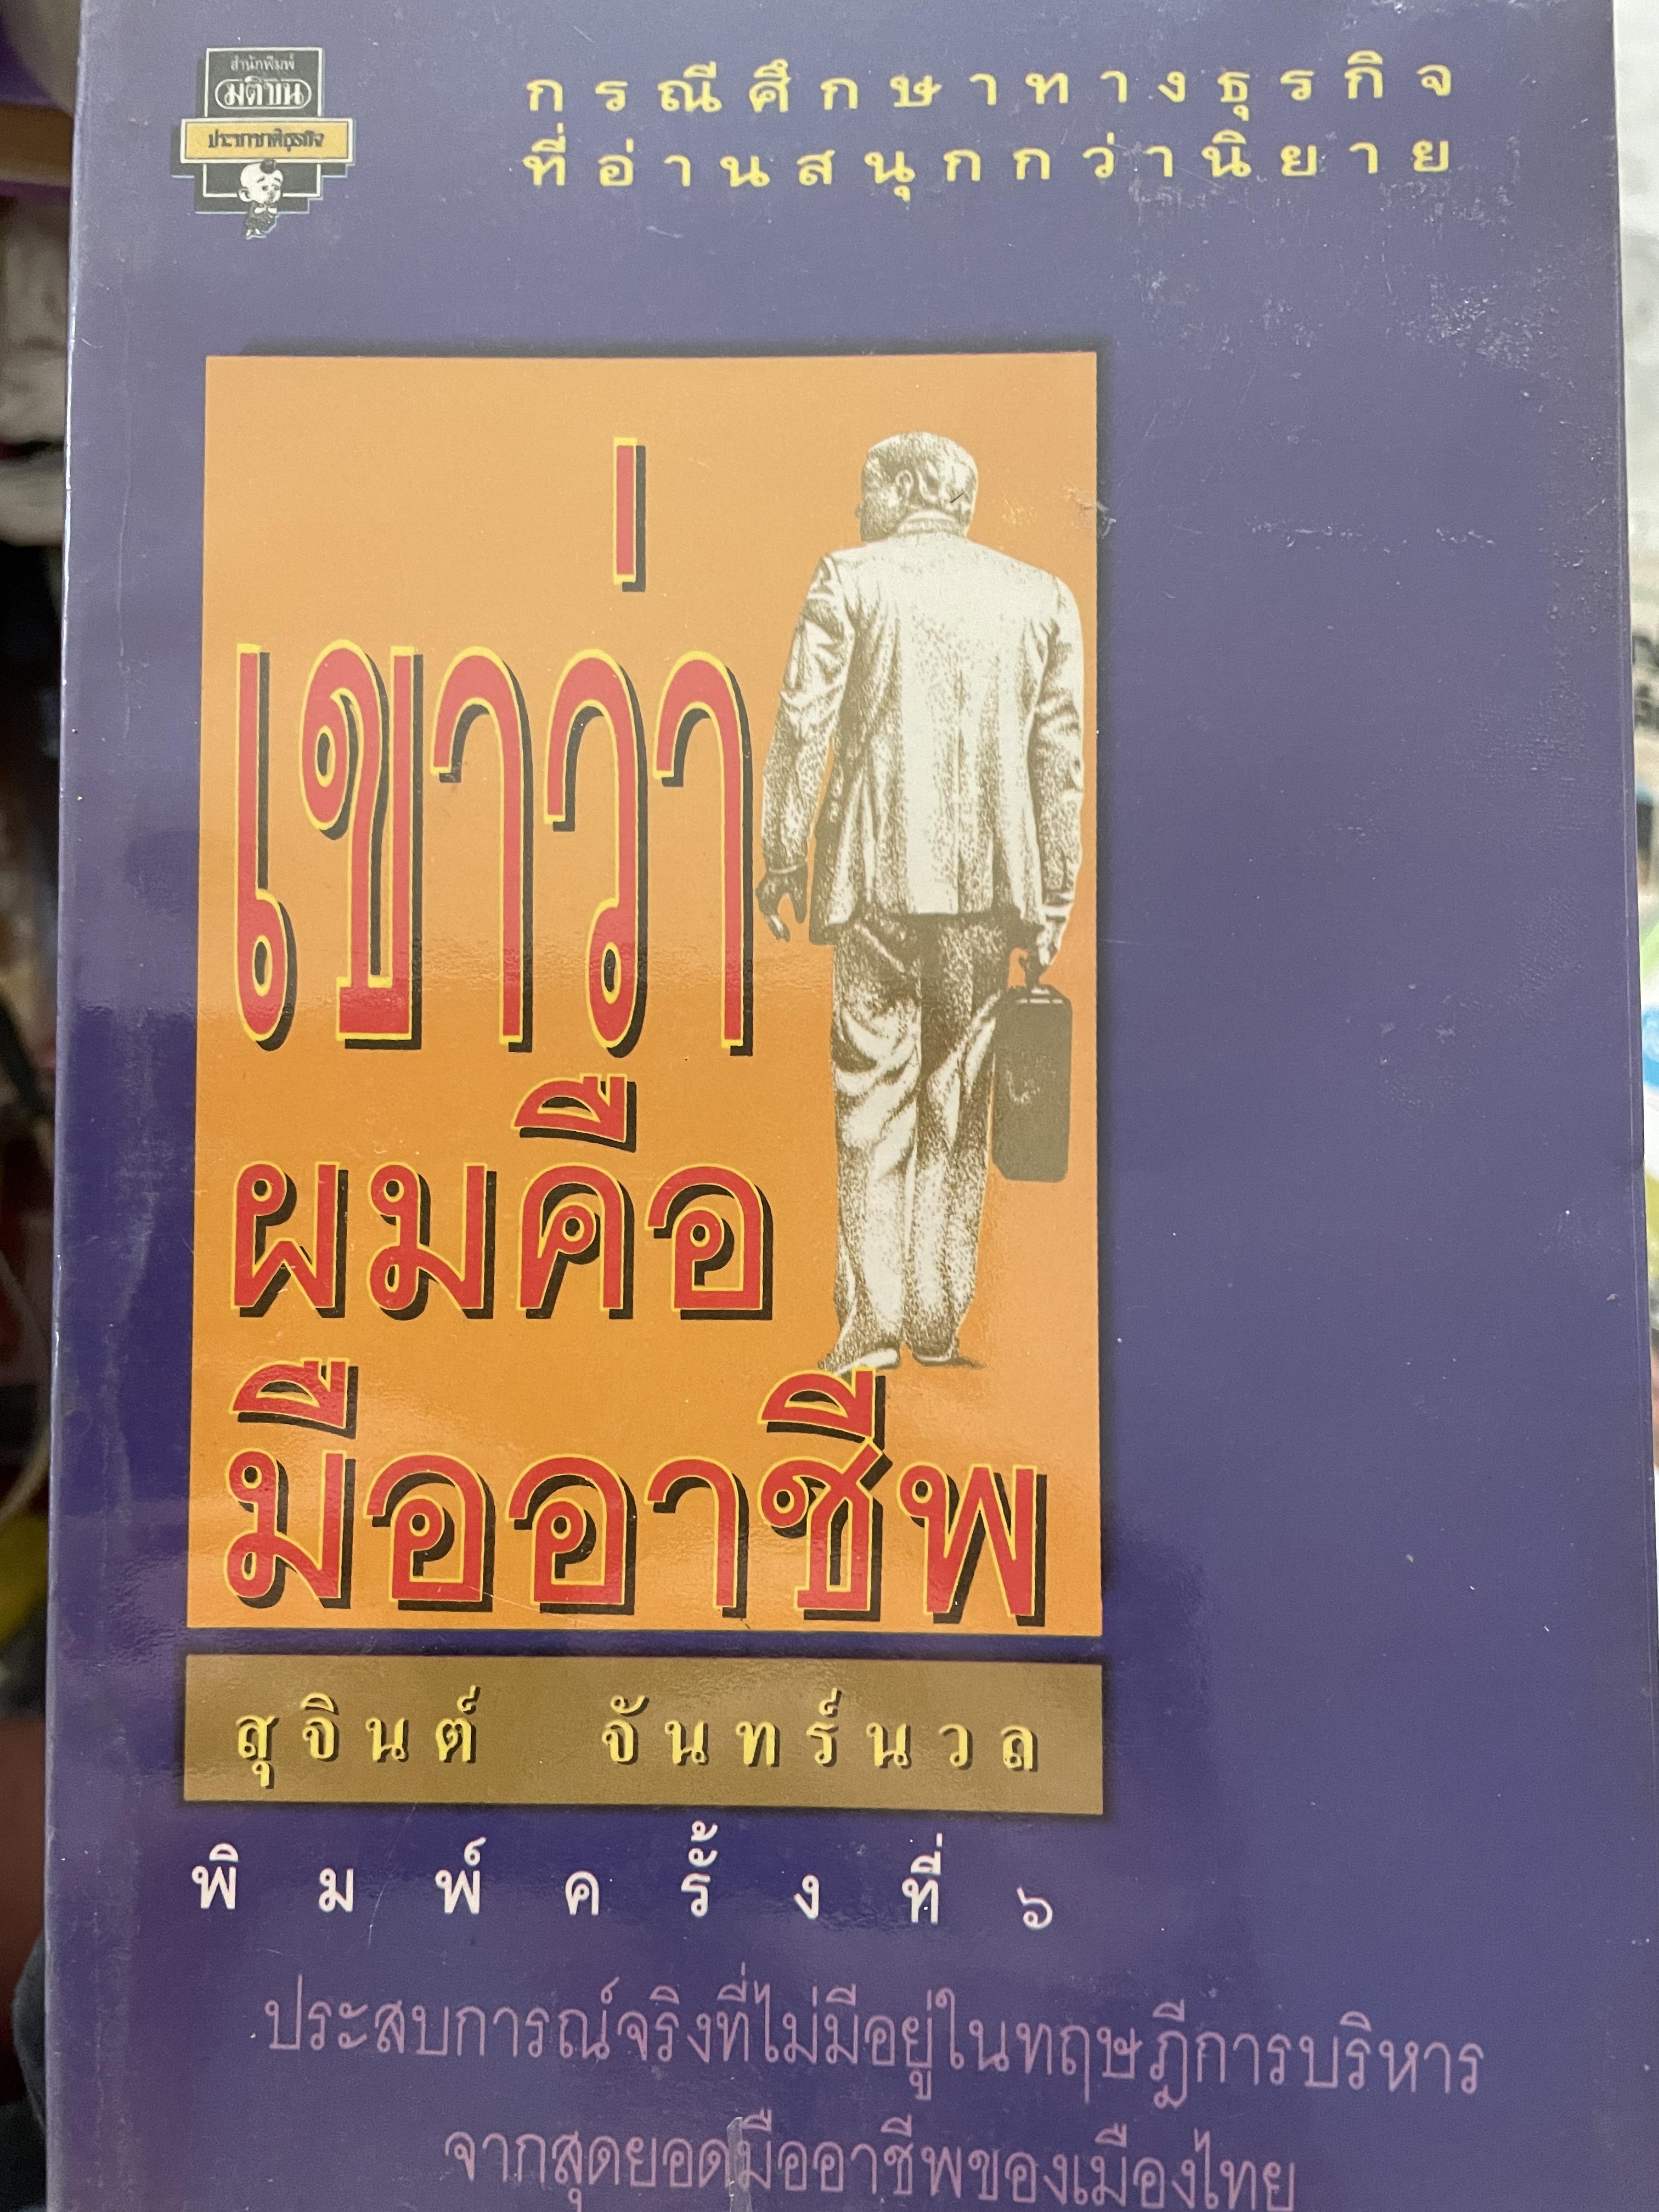 สำนักพิมพ์
มติชน
ประชาชาติธุรกิจ
กรณีศึกษาทางธุรกิจ
ที่อ่านสนุกกว่านิยาย
เขาว่า
ผมคือ
มืออาชีพ
สุจินต์ จันทร์นวล
พิมพ์ครั้งที่ ๖
ประสบการณ์จริงที่ไม่มีอยู่ในทฤษฎีการบริหาร
จากสุดยอดมืออาชีพของเมืองไทย